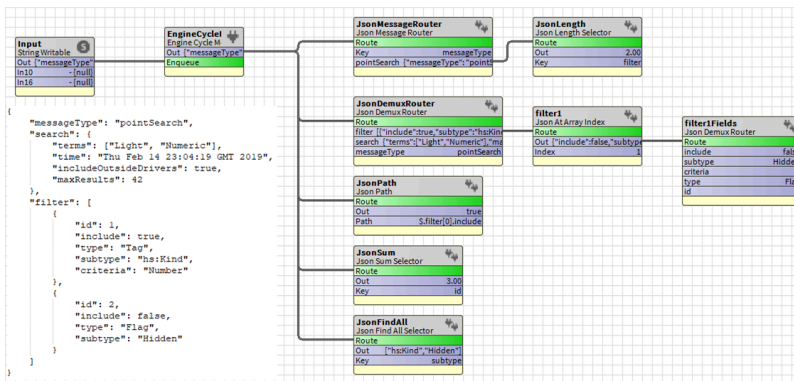 Input
String Writable
Out {"messageType"
In10 - {null}
In16 - {null}
EngineCycleI
Engine Cycle M
Out {"messageType"
Enqueue
JsonMessageRouter
Json Message Router
Route
Key messageType
pointSearch {"messageType": "point
JsonLength
Json Length Selector
Route
Out 2.00
Key filter
JsonDemuxRouter
Json Demux Router
Route
filter [{"include":true,"subtype":"hs:Kin
search {"terms":["Light","Numeric"],"ma
messageType pointSearch
filter1
Json At Array Index
Route
Out {"include":false,"subtype
Index 1
filter1Fields
Json Demux Router
Route
include fals
subtype Hidde
criteria
type Fla
id
JsonPath
Json Path
Route
Out true
Path $.filter[0].include
JsonSum
Json Sum Selector
Route
Out 3.00
Key id
JsonFindAll
Json Find All Selector
Route
Out ["hs:Kind","Hidden"]
Key subtype
{
"messageType": "pointSearch",
"search": {
"terms": ["Light", "Numeric"],
"time": "Thu Feb 14 23:04:19 GMT 2019",
"includeOutsideDrivers": true,
"maxResults": 42
},
"filter": [
{
"id": 1,
"include": true,
"type": "Tag",
"subtype": "hs:Kind",
"criteria": "Number"
},
{
"id": 2,
"include": false,
"type": "Flag",
"subtype": "Hidden"
}
]
}